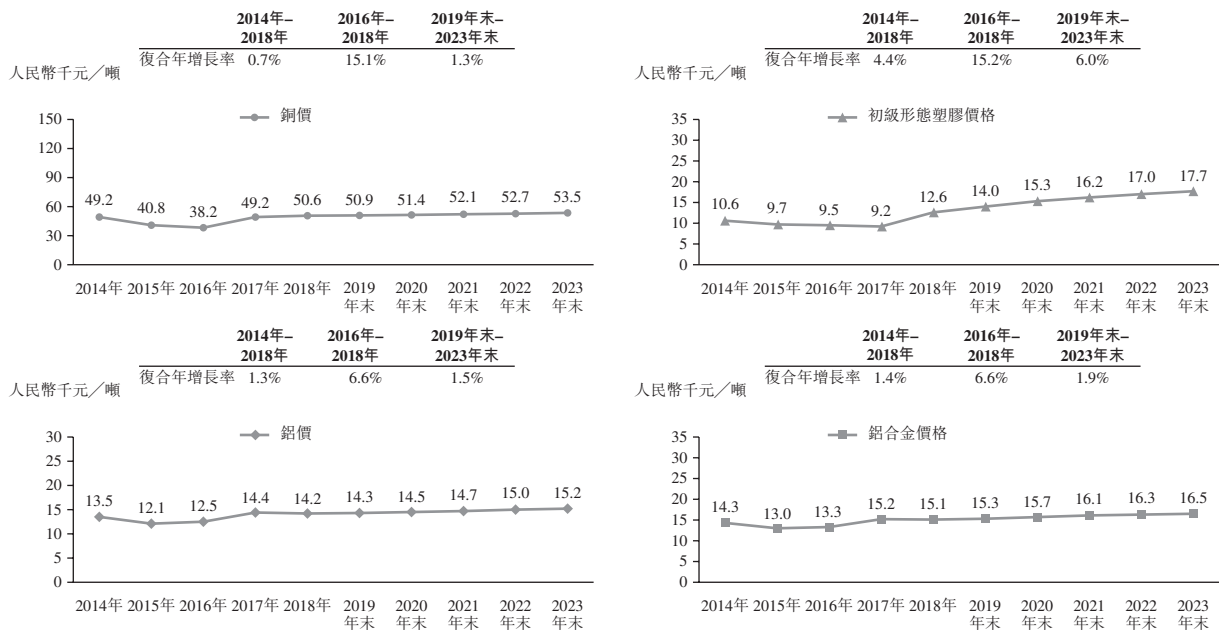 2014年– 2016年– 2019年末–
2018年 2018年 2023年末
復合年增長率 0.7% 15.1% 1.3%
人民幣千元／噸
銅價
150
120
90
60
30
0
49.2 40.8 38.2 49.2 50.6 50.9 51.4 52.1 52.7 53.5
2014年 2015年 2016年 2017年 2018年 2019 2020 2021 2022 2023
年末 年末 年末 年末 年末
2014年– 2016年– 2019年末–
2018年 2018年 2023年末
復合年增長率 4.4% 15.2% 6.0%
人民幣千元／噸
初級形態塑膠價格
35
30
25
20
15
10
5
0
10.6 9.7 9.5 9.2 12.6 14.0 15.3 16.2 17.0 17.7
2014年 2015年 2016年 2017年 2018年 2019 2020 2021 2022 2023
年末 年末 年末 年末 年末
2014年– 2016年– 2019年末–
2018年 2018年 2023年末
復合年增長率 1.3% 6.6% 1.5%
人民幣千元／噸
鋁價
30
25
20
15
10
5
0
13.5 12.1 12.5 14.4 14.2 14.3 14.5 14.7 15.0 15.2
2014年 2015年 2016年 2017年 2018年 2019 2020 2021 2022 2023
年末 年末 年末 年末 年末
2014年– 2016年– 2019年末–
2018年 2018年 2023年末
復合年增長率 1.4% 6.6% 1.9%
人民幣千元／噸
鋁合金價格
35
30
25
20
15
10
5
0
14.3 13.0 13.3 15.2 15.1 15.3 15.7 16.1 16.3 16.5
2014年 2015年 2016年 2017年 2018年 2019 2020 2021 2022 2023
年末 年末 年末 年末 年末